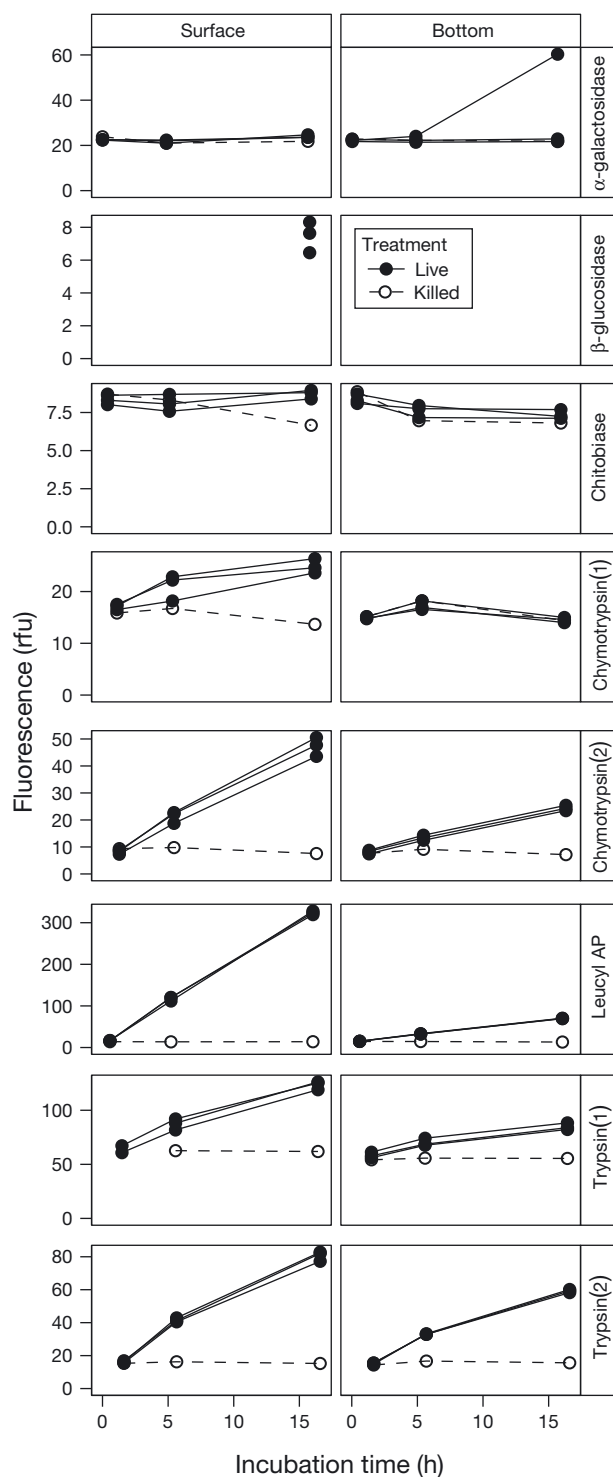 Surface
Bottom
60
40
20
0
α-galactosidase
8
6
4
2
0
Treatment
Live
Killed
β-glucosidase
7.5
5.0
2.5
0.0
Chitobiase
20
10
0
Chymotrypsin(1)
50
40
30
20
10
0
Chymotrypsin(2)
300
200
100
0
Leucyl AP
100
50
0
Trypsin(1)
80
60
40
20
0
Trypsin(2)
0
5
10
15
0
5
10
15
Fluorescence (rfu)
Incubation time (h)